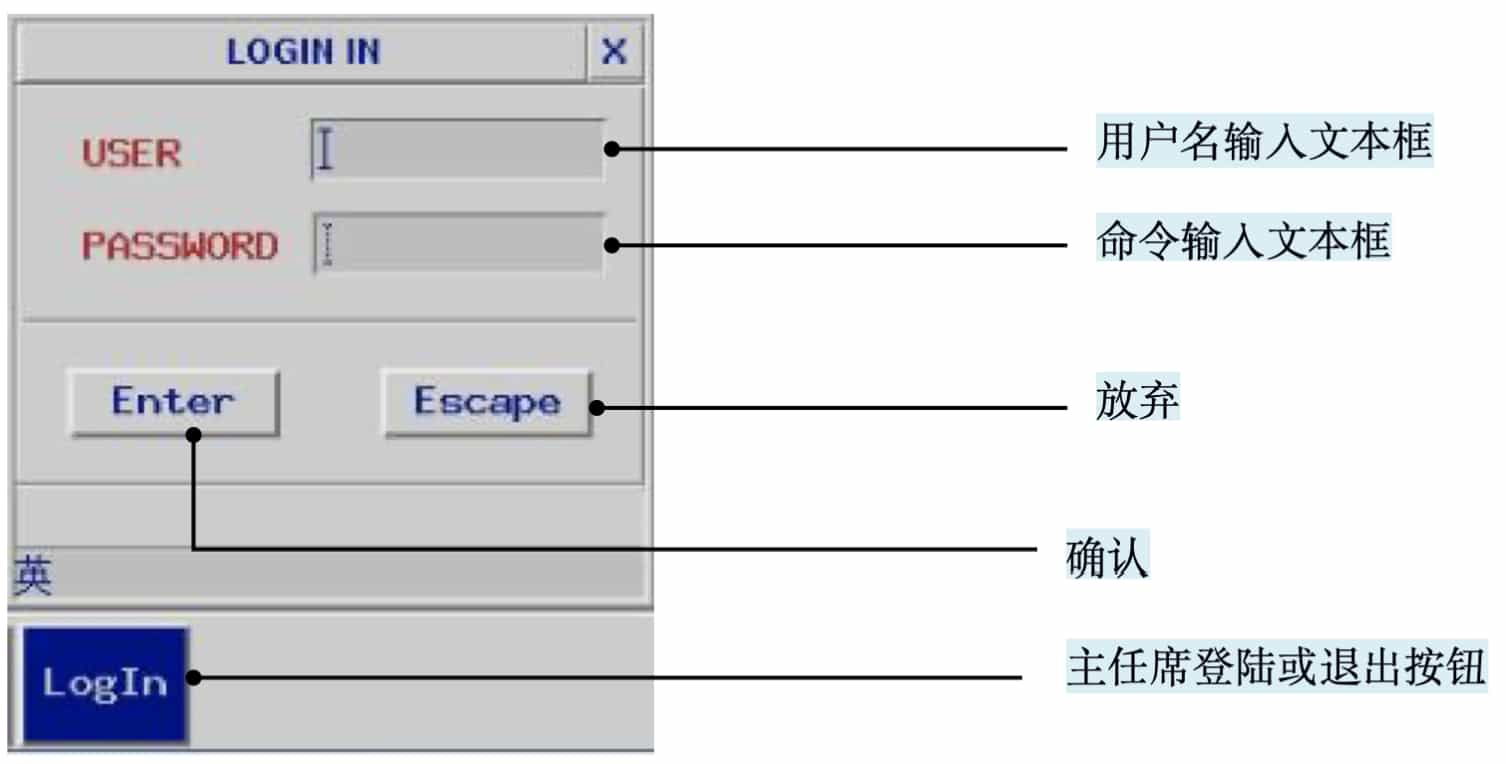 LOGIN IN X
USER 用户名输入文本框
PASSWORD 命令输入文本框
Enter Escape 放弃
确认
英
LogIn 主任席登陆或退出按钮